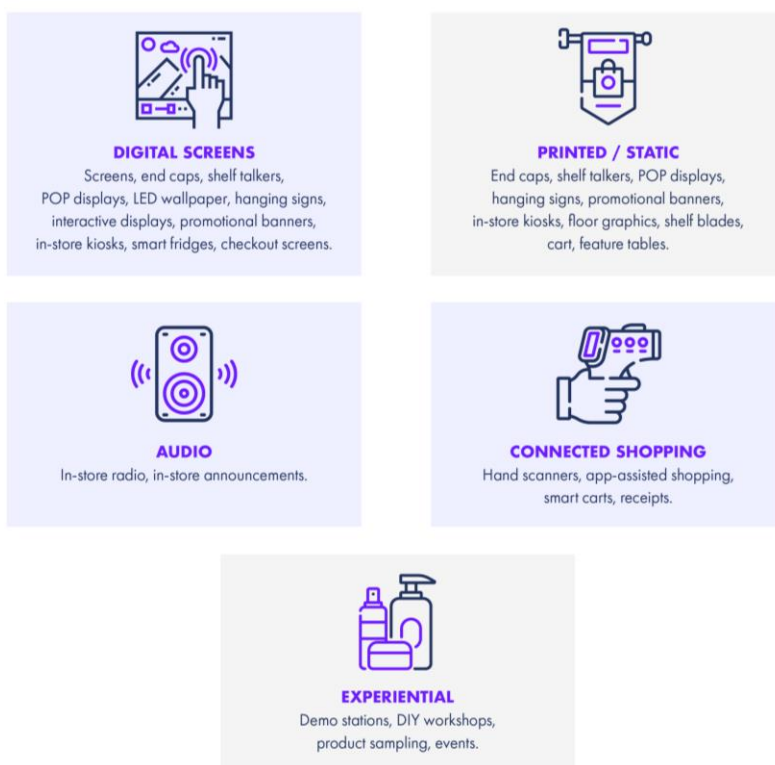 DIGITAL SCREENS
Screens, end caps, shelf talkers,
POP displays, LED wallpaper, hanging signs,
interactive displays, promotional banners,
in-store kiosks, smart fridges, checkout screens.
PRINTED / STATIC
End caps, shelf talkers, POP displays,
hanging signs, promotional banners,
in-store kiosks, floor graphics, shelf blades,
cart, feature tables.
AUDIO
In-store radio, in-store announcements.
CONNECTED SHOPPING
Hand scanners, app-assisted shopping,
smart carts, receipts.
EXPERIENTIAL
Demo stations, DIY workshops,
product sampling, events.